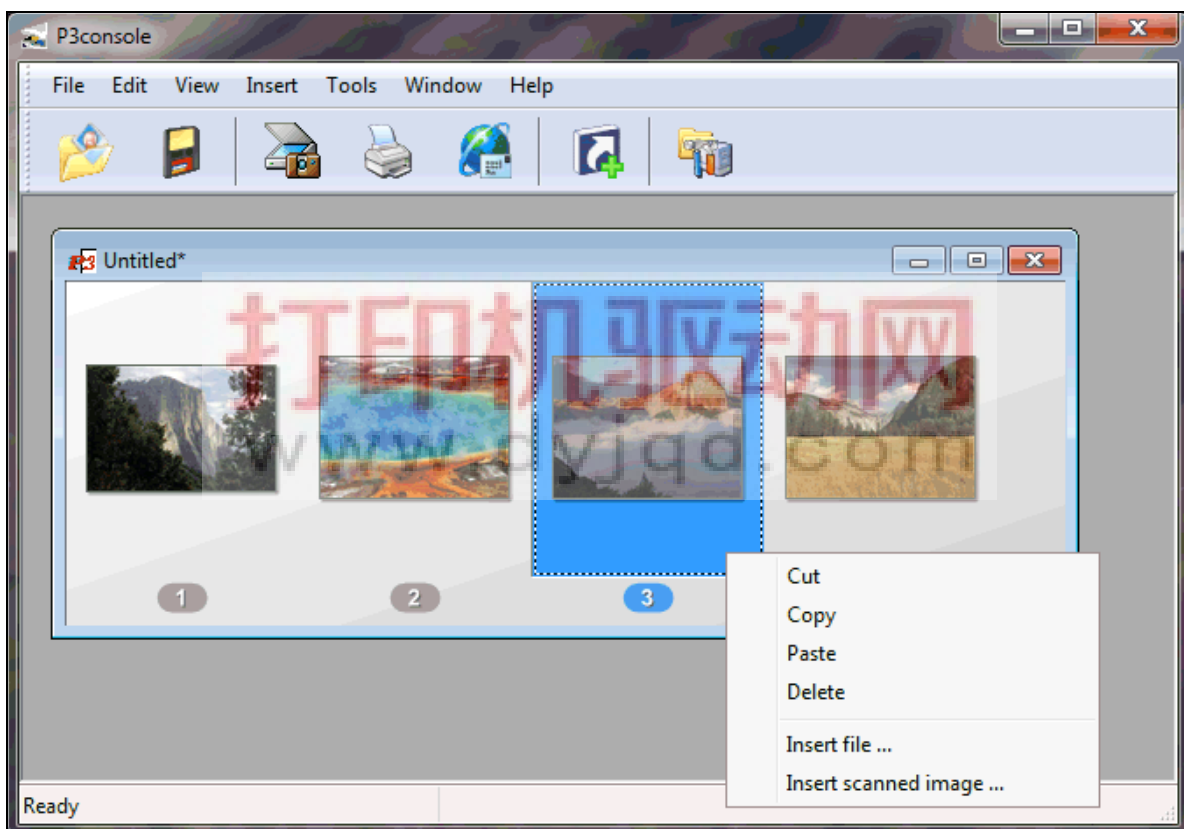 P3console
File Edit View Insert Tools Window Help
P3 Untitled*
打印机驱动网
www.dyjqd.com
1 2 3
Cut
Copy
Paste
Delete
Insert file ...
Insert scanned image ...
Ready